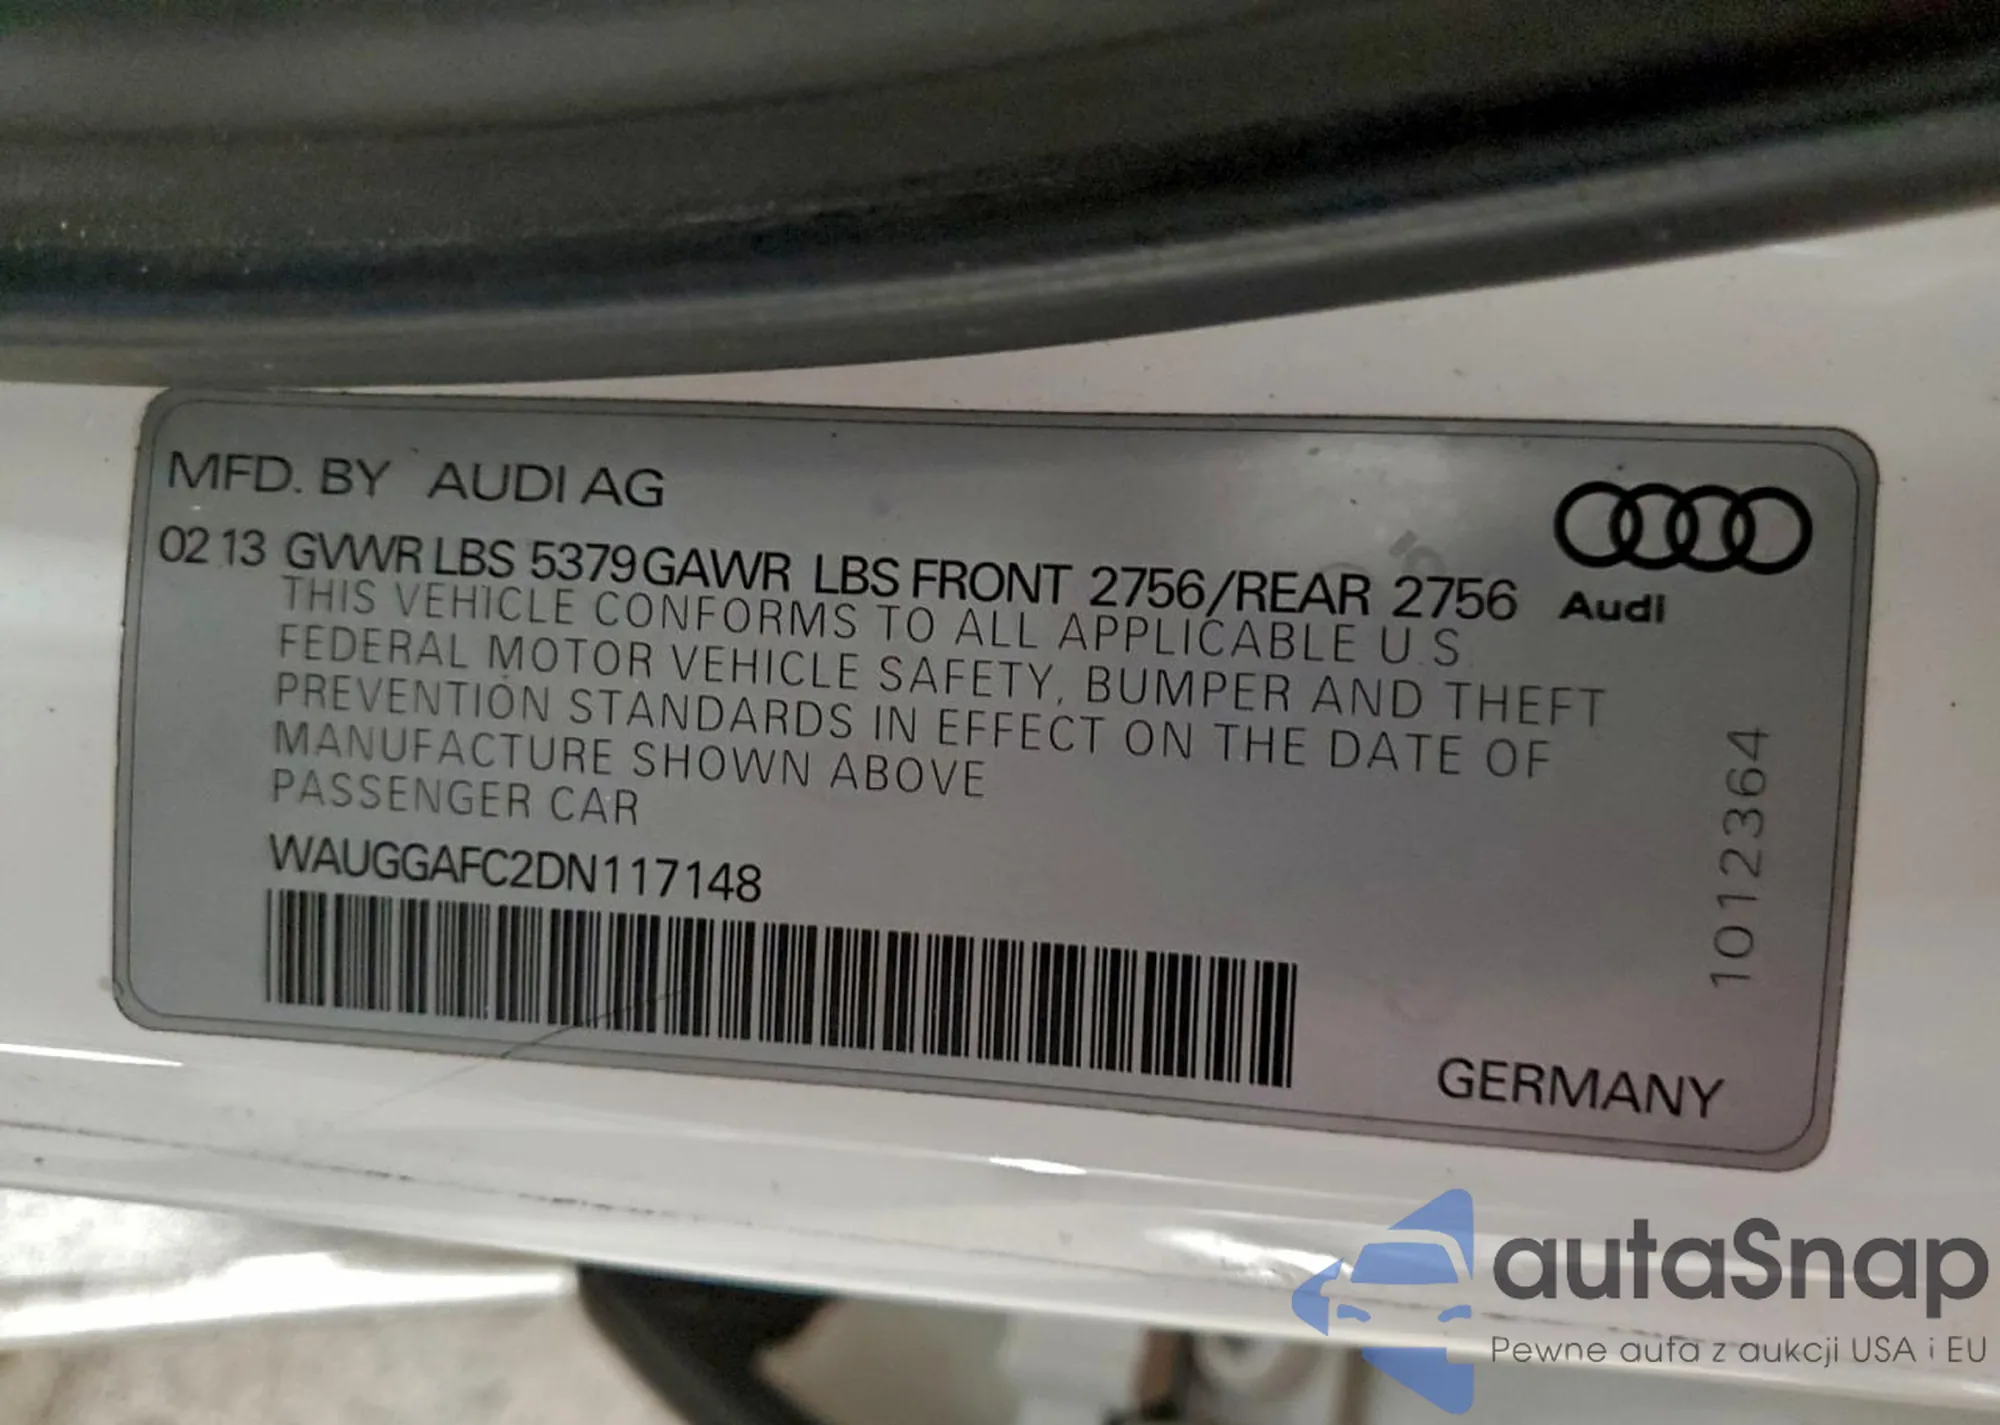 MFD. BY AUDI AG
02 13 GVWR LBS 5379 GAWR LBS FRONT 2756/REAR 2756
Audi
THIS VEHICLE CONFORMS TO ALL APPLICABLE U.S.
FEDERAL MOTOR VEHICLE SAFETY, BUMPER AND THEFT
PREVENTION STANDARDS IN EFFECT ON THE DATE OF
MANUFACTURE SHOWN ABOVE
PASSENGER CAR
WAUGGAFC2DN117148
1012364
GERMANY
autaSnap
Pewne auta z aukcji USA i EU